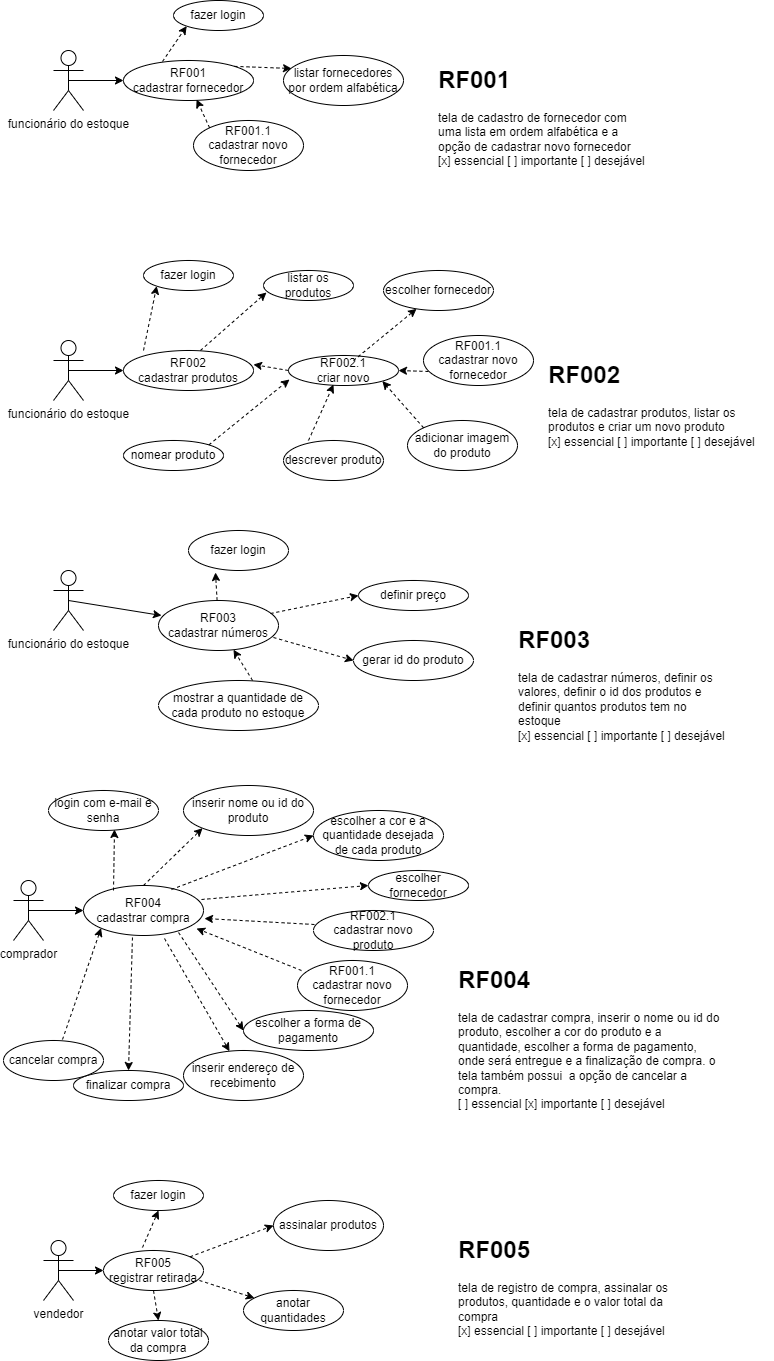 fazer login
RF001
cadastrar fornecedor
listar fornecedores
por ordem alfabética
funcionário do estoque
RF001.1
cadastrar novo
fornecedor
RF001
tela de cadastro de fornecedor com
uma lista em ordem alfabética e a
opção de cadastrar novo fornecedor
[x] essencial [ ] importante [ ] desejável
fazer login
listar os
produtos
escolher fornecedor
RF002
cadastrar produtos
RF002.1
criar novo
RF001.1
cadastrar novo
fornecedor
funcionário do estoque
nomear produto
descrever produto
adicionar imagem
do produto
RF002
tela de cadastrar produtos, listar os
produtos e criar um novo produto
[x] essencial [ ] importante [ ] desejável
fazer login
RF003
cadastrar números
definir preço
gerar id do produto
funcionário do estoque
mostrar a quantidade de
cada produto no estoque
RF003
tela de cadastrar números, definir os
valores, definir o id dos produtos e
definir quantos produtos tem no
estoque
[x] essencial [ ] importante [ ] desejável
login com e-mail e
senha
inserir nome ou id do
produto
escolher a cor e a
quantidade desejada
de cada produto
escolher
fornecedor
RF004
cadastrar compra
RF002.1
cadastrar novo
produto
comprador
RF001.1
cadastrar novo
fornecedor
escolher a forma de
pagamento
cancelar compra
finalizar compra
inserir endereço de
recebimento
RF004
tela de cadastrar compra, inserir o nome ou id do
produto, escolher a cor do produto e a
quantidade, escolher a forma de pagamento,
onde será entregue e a finalização de compra. o
tela também possui  a opção de cancelar a
compra.
[ ] essencial [x] importante [ ] desejável
fazer login
assinalar produtos
RF005
registrar retirada
vendedor
anotar
quantidades
anotar valor total
da compra
RF005
tela de registro de compra, assinalar os
produtos, quantidade e o valor total da
compra
[x] essencial [ ] importante [ ] desejável